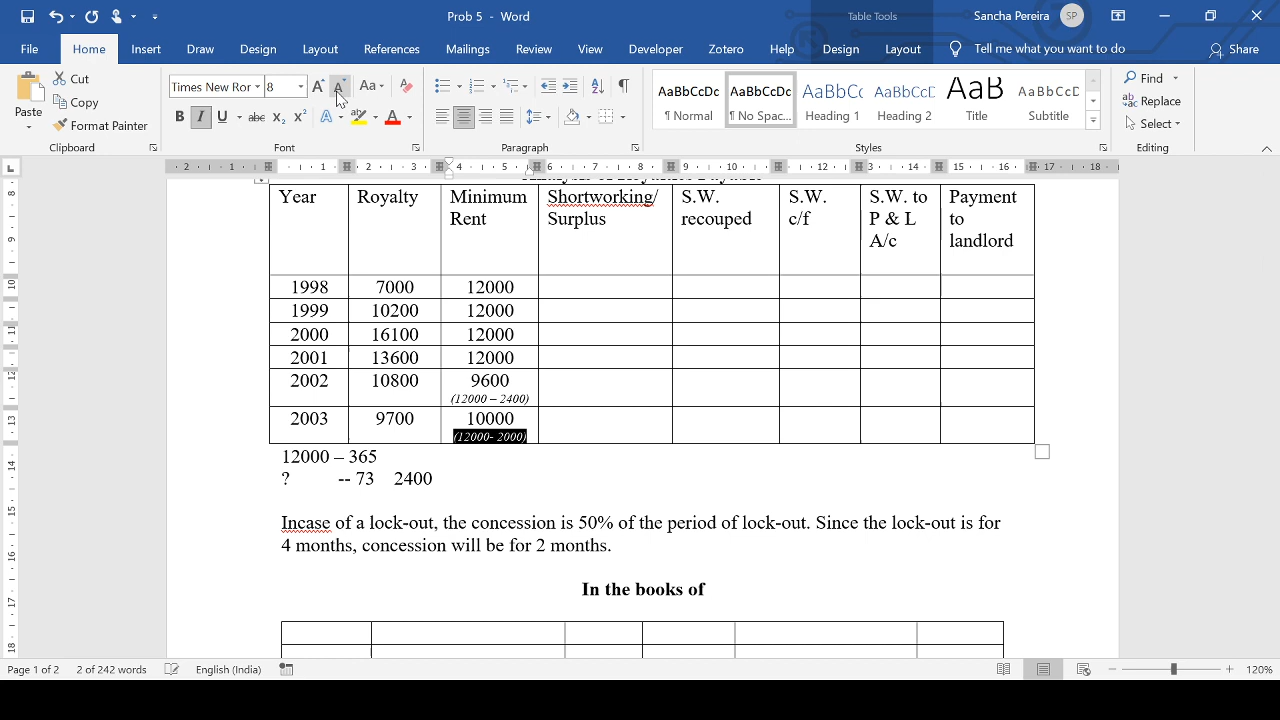 Prob 5 - Word
Table Tools
Sancha Pereira
SP
File
Home
Insert
Draw
Design
Layout
References
Mailings
Review
View
Developer
Zotero
Help
Design
Layout
Tell me what you want to do
Share
Paste
Cut
Copy
Format Painter
Clipboard
Times New Ror
8
Font
Paragraph
AaBbCcDc
¶ Normal
AaBbCcDc
¶ No Spac...
AaBbCc
Heading 1
AaBbCcD
Heading 2
AaB
Title
AaBbCcD
Subtitle
Styles
Find
Replace
Select
Editing
Year
Royalty
Minimum
Rent
Shortworking/
Surplus
S.W.
recouped
S.W.
c/f
S.W. to
P & L
A/c
Payment
to
landlord
1998 7000 12000
1999 10200 12000
2000 16100 12000
2001 13600 12000
2002 10800 9600
(12000 – 2400)
2003 9700 10000
(12000- 2000)
12000 – 365
? -- 73 2400
Incase of a lock-out, the concession is 50% of the period of lock-out. Since the lock-out is for
4 months, concession will be for 2 months.
In the books of
Page 1 of 2
2 of 242 words
English (India)
120%